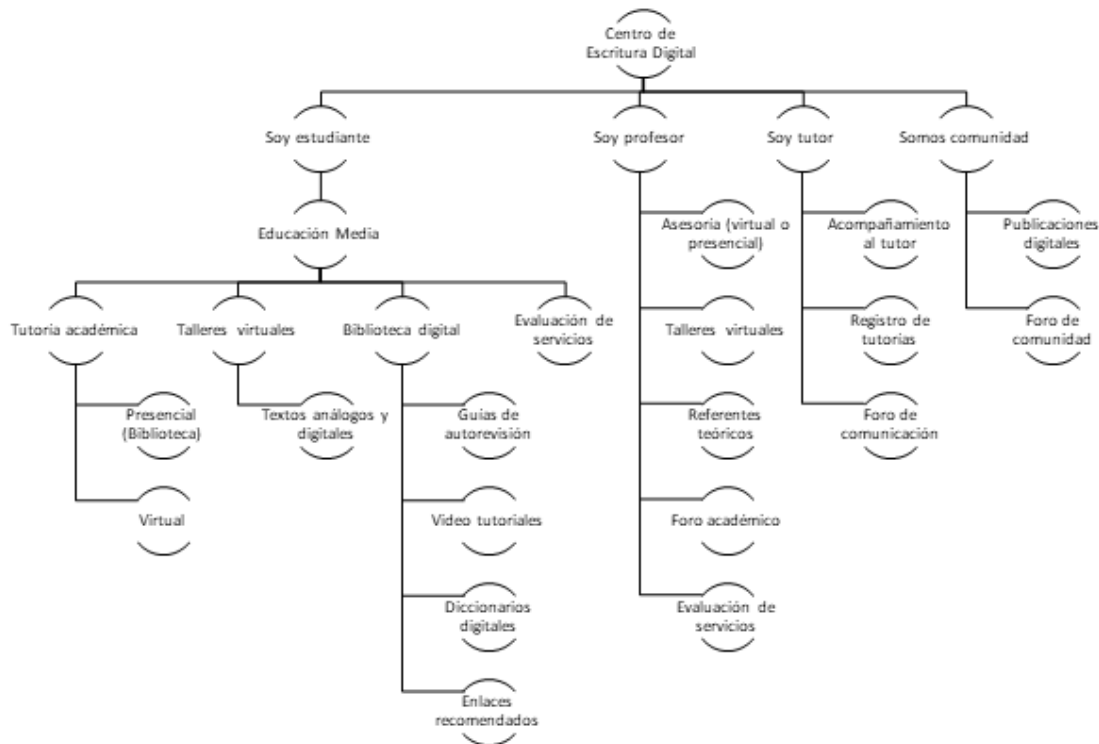 Centro de
Escritura Digital
Soy estudiante
Soy profesor
Soy tutor
Somos comunidad
Educación Media
Asesoría (virtual o
presencial)
Acompañamiento
al tutor
Publicaciones
digitales
Tutoría académica
Talleres virtuales
Biblioteca digital
Evaluación de
servicios
Talleres virtuales
Registro de
tutorías
Foro de
comunidad
Presencial
(Biblioteca)
Textos análogos y
digitales
Guías de
autorevisión
Referentes
teóricos
Foro de
comunicación
Virtual
Video tutoriales
Foro académico
Diccionarios
digitales
Evaluación de
servicios
Enlaces
recomendados